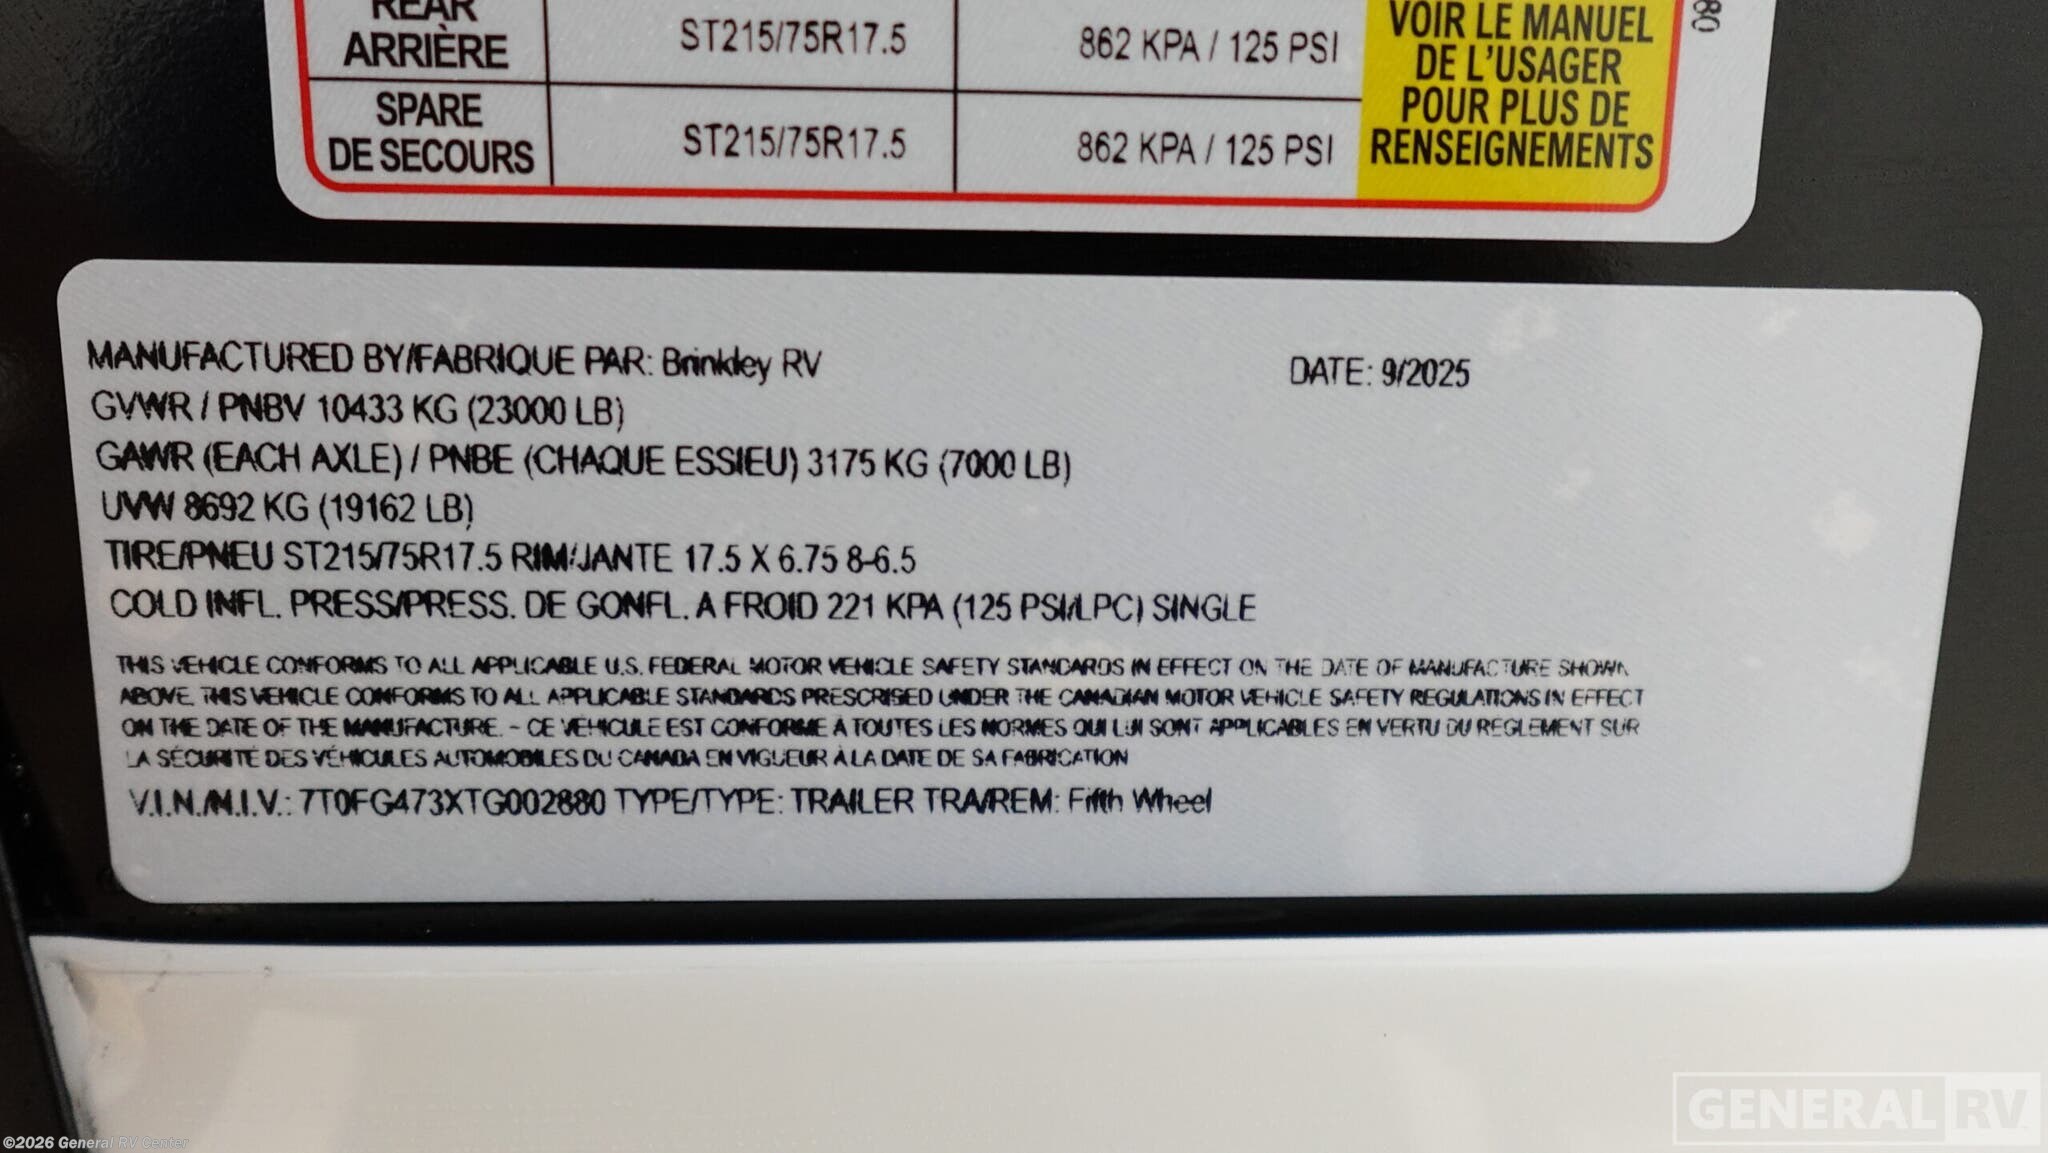 REAR
ARRIÈRE
ST215/75R17.5
862 KPA / 125 PSI
SPARE
DE SECOURS
ST215/75R17.5
862 KPA / 125 PSI
VOIR LE MANUEL
DE L'USAGER
POUR PLUS DE
RENSEIGNEMENTS
80
MANUFACTURED BY/FABRIQUE PAR: Brinkley RV
DATE: 9/2025
GVWR / PNBV 10433 KG (23000 LB)
GAWR (EACH AXLE) / PNBE (CHAQUE ESSIEU) 3175 KG (7000 LB)
UVW 8692 KG (19162 LB)
TIRE/PNEU ST215/75R17.5 RIM/JANTE 17.5 X 6.75 8-6.5
COLD INFL. PRESS/PRESS. DE GONFL. A FROID 221 KPA (125 PSI/LPC) SINGLE
THIS VEHICLE CONFORMS TO ALL APPLICABLE U.S. FEDERAL MOTOR VEHICLE SAFETY STANDARDS IN EFFECT ON THE DATE OF MANUFACTURE SHOWN
ABOVE. THIS VEHICLE CONFORMS TO ALL APPLICABLE STANDARDS PRESCRISED UNDER THE CANADIAN MOTOR VEHICLE SAFETY REGULATIONS IN EFFECT
ON THE DATE OF THE MANUFACTURE. - CE VÉHICULE EST CONFORME À TOUTES LES NORMES QUI LUI SONT APPLICABLES EN VERTU DU REGLEMENT SUR
LA SÉCURITÉ DES VÉHICULES AUTOMOBILES DU CANADA EN VIGUEUR À LA DATE DE SA FABRICATION
V.I.N./N.I.V.: 7T0FG473XTG002880 TYPE/TYPE: TRAILER TRA/REM: Fifth Wheel
GENERAL RV
©2026 General RV Center